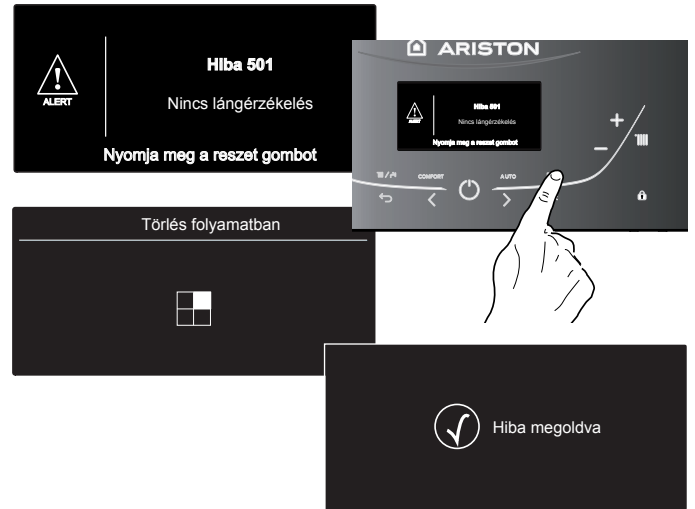 Hiba 501
Nincs lángérzékelés
ALERT
Nyomja meg a reszet gombot
ARISTON
Hiba 501
Nincs lángérzékelés
ALERT
Nyomja meg a reszet gombot
COMFORT
AUTO
Törlés folyamatban
Hiba megoldva